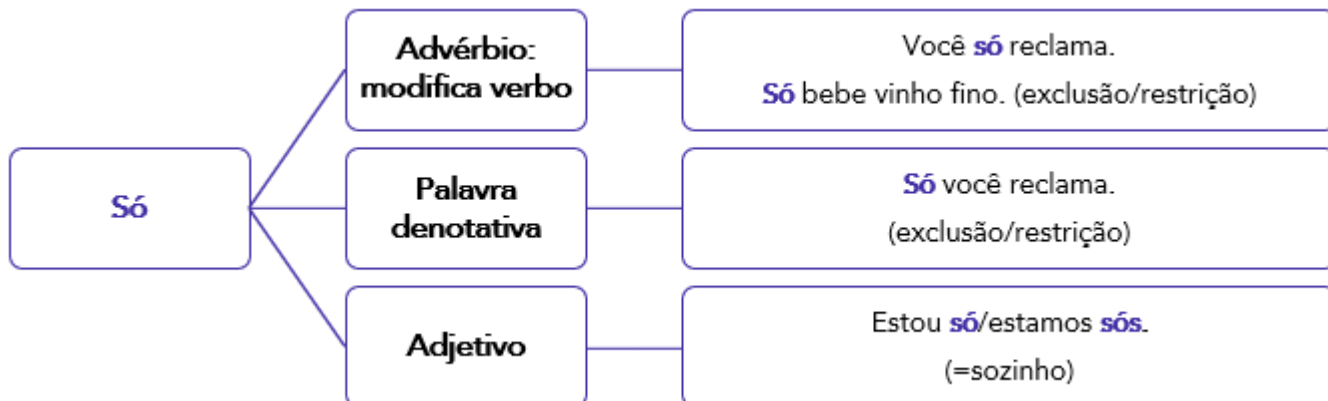 Só
Advérbio:
modifica verbo
Você só reclama.
Só bebe vinho fino. (exclusão/restrição)
Palavra
denotativa
Só você reclama.
(exclusão/restrição)
Adjetivo
Estou só/estamos sós.
(=sozinho)